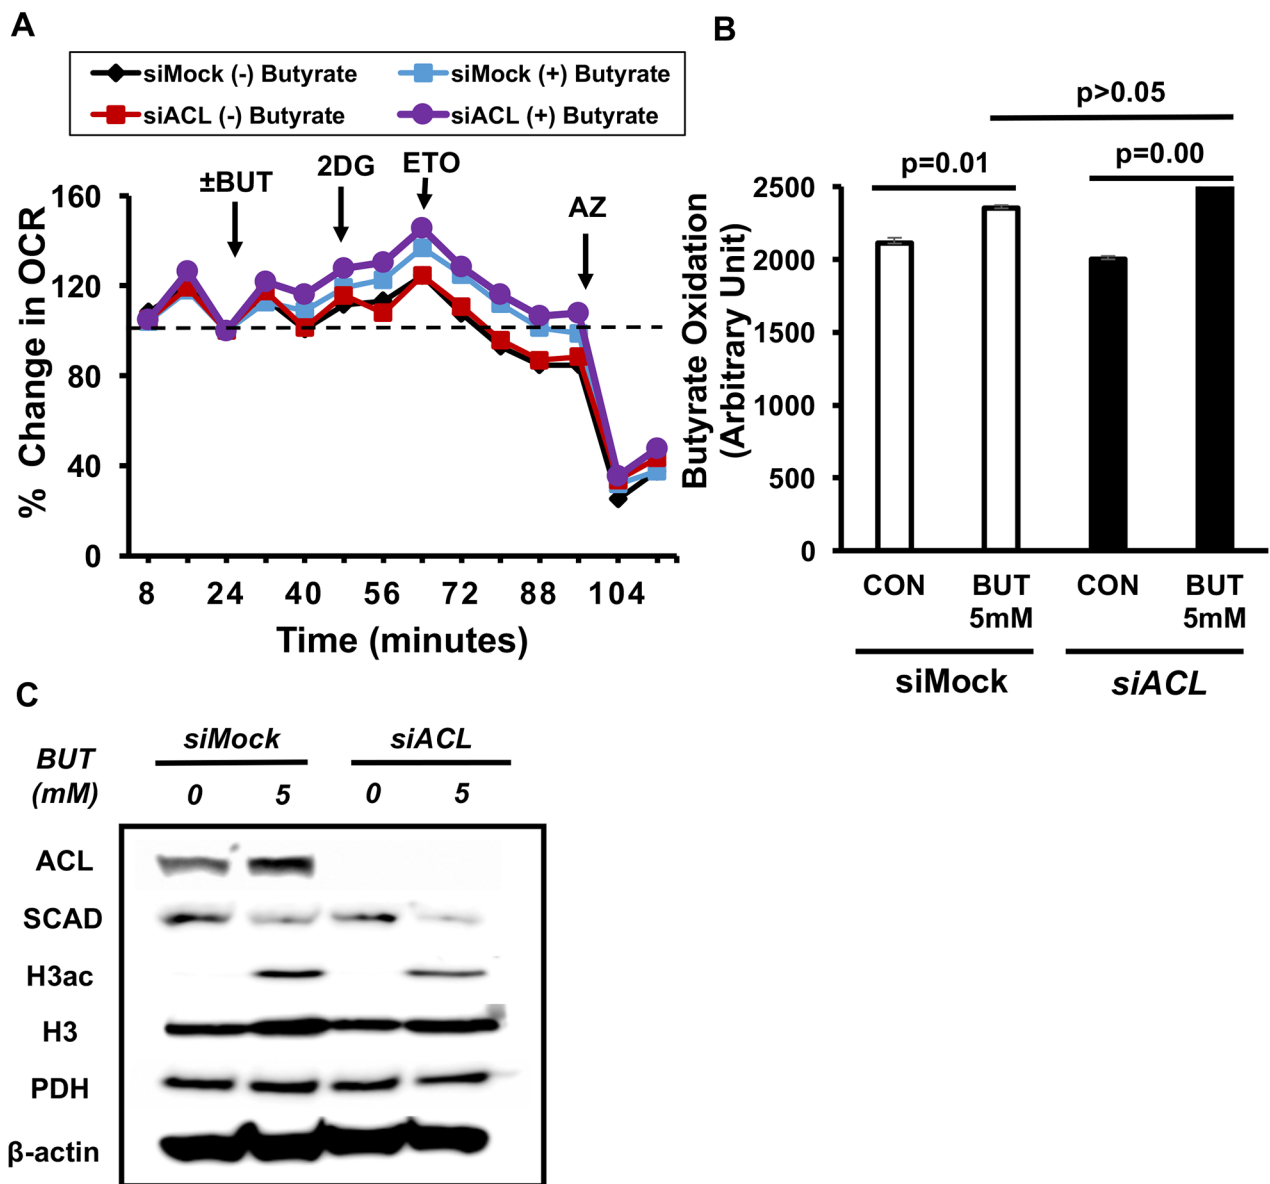 A
siMock (-) Butyrate
siMock (+) Butyrate
siACL (-) Butyrate
siACL (+) Butyrate
±BUT
2DG
ETO
AZ
% Change in OCR
160
120
80
40
0
8 24 40 56 72 88 104
Time (minutes)
B
p>0.05
p=0.01
p=0.00
Butyrate Oxidation
(Arbitrary Unit)
2500
2000
1500
1000
500
0
CON BUT CON BUT
5mM 5mM
siMock siACL
C
siMock siACL
BUT
(mM) 0 5 0 5
ACL
SCAD
H3ac
H3
PDH
β-actin